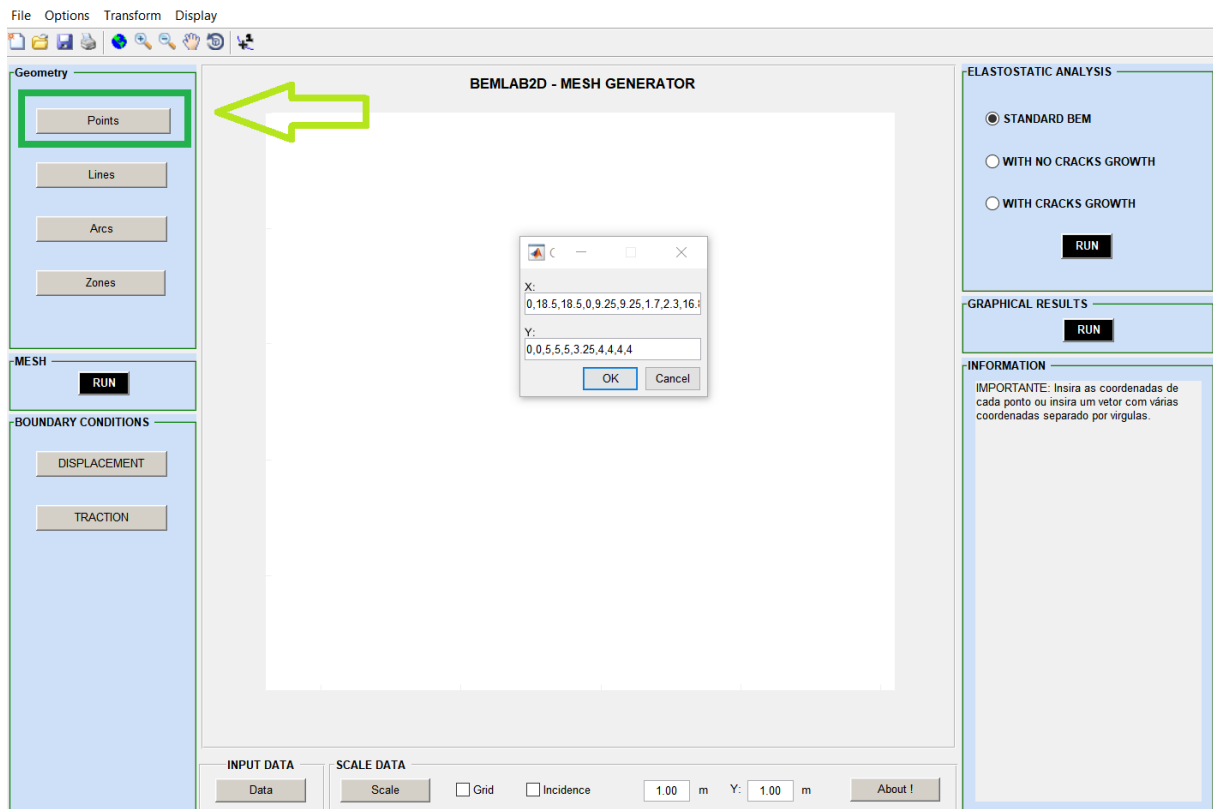 File Options Transform Display
Geometry
Points
Lines
Arcs
Zones
MESH
RUN
BOUNDARY CONDITIONS
DISPLACEMENT
TRACTION
BEMLAB2D - MESH GENERATOR
X:
0,18.5,18.5,0,9.25,9.25,1.7,2.3,16.
Y:
0,0,5,5,5,3.25,4,4,4,4
OK Cancel
ELASTOSTATIC ANALYSIS
STANDARD BEM
WITH NO CRACKS GROWTH
WITH CRACKS GROWTH
RUN
GRAPHICAL RESULTS
RUN
INFORMATION
IMPORTANTE: Insira as coordenadas de
cada ponto ou insira um vetor com várias
coordenadas separado por virgulas.
INPUT DATA
Data
SCALE DATA
Scale Grid Incidence 1.00 m Y: 1.00 m About !